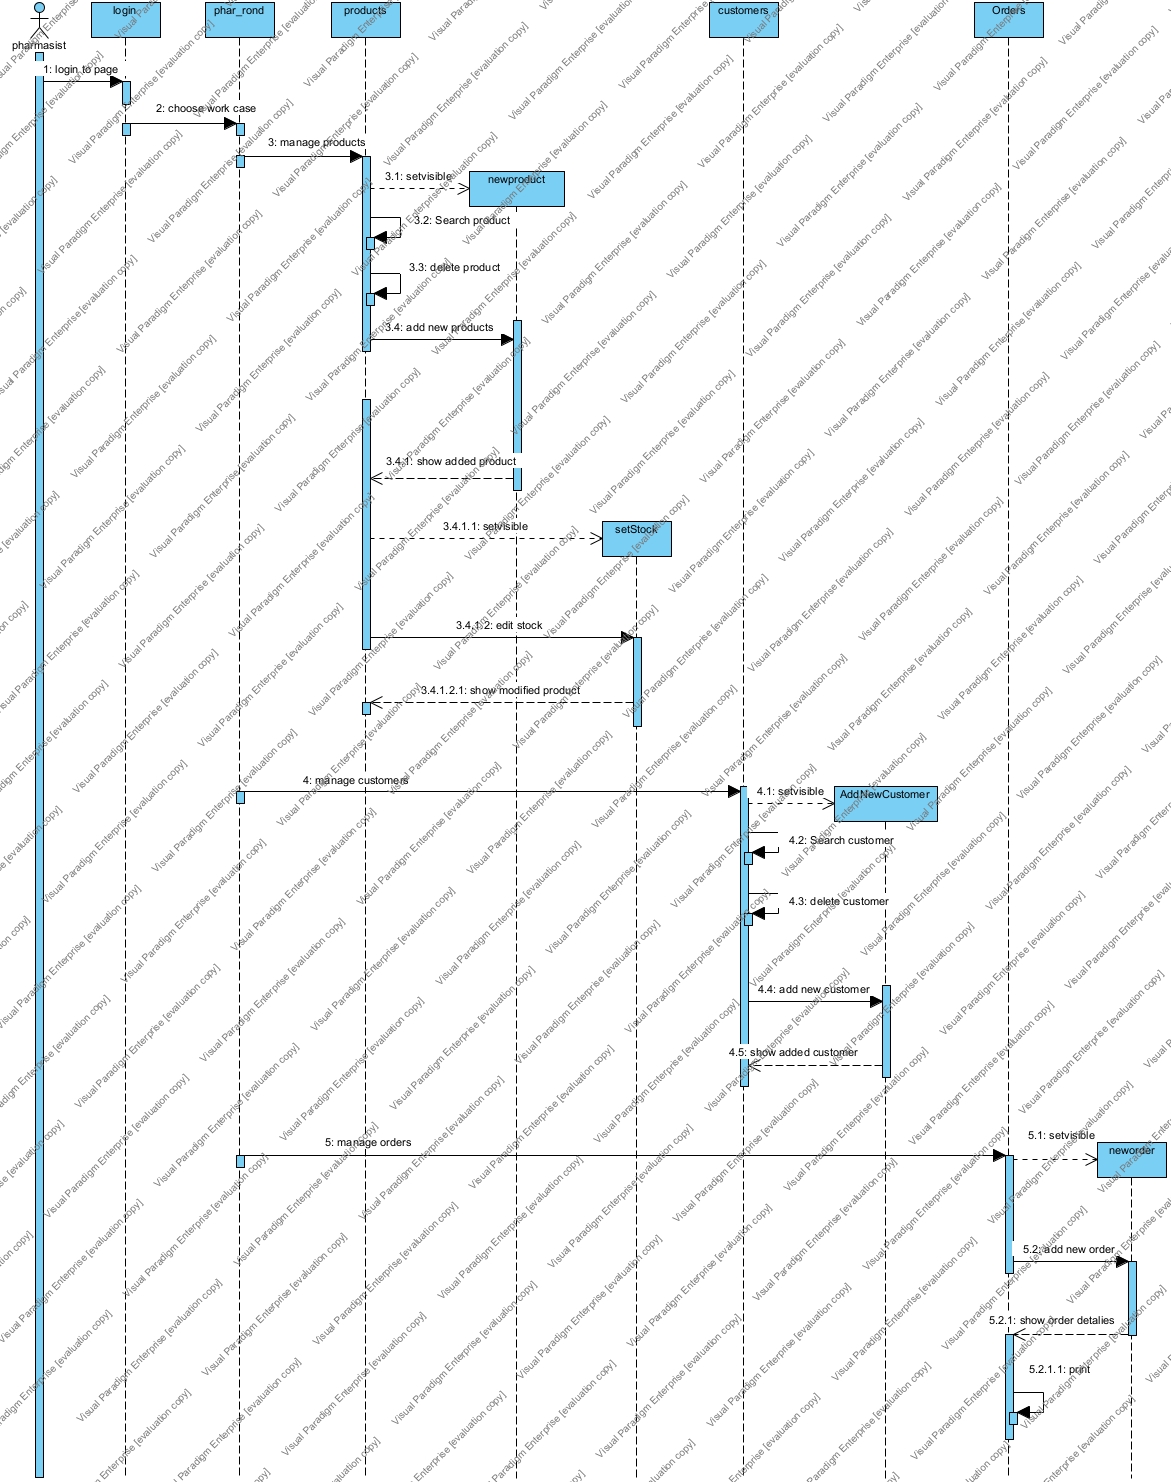 login
phar_rond
products
customers
Orders
pharmasist
1: login to page
2: choose work case
3: manage products
3.1: setvisible
newproduct
3.2: Search product
3.3: delete product
3.4: add new products
3.4.1: show added product
3.4.1.1: setvisible
setStock
3.4.1.2: edit stock
3.4.1.2.1: show modified product
4: manage customers
4.1: setvisible
AddNewCustomer
4.2: Search customer
4.3: delete customer
4.4: add new customer
4.5: show added customer
5: manage orders
5.1: setvisible
neworder
5.2: add new order
5.2.1: show order detalies
5.2.1.1: print
Visual Paradigm Enterprise [evaluation copy]